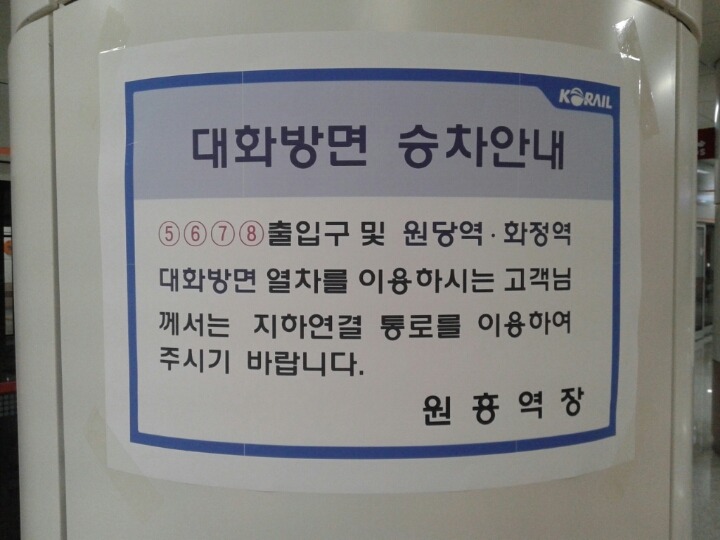 KORAIL
대화방면 승차안내
⑤⑥⑦⑧출입구 및 원당역·화정역
대화방면 열차를 이용하시는 고객님
께서는 지하연결 통로를 이용하여
주시기 바랍니다.
원흥역장